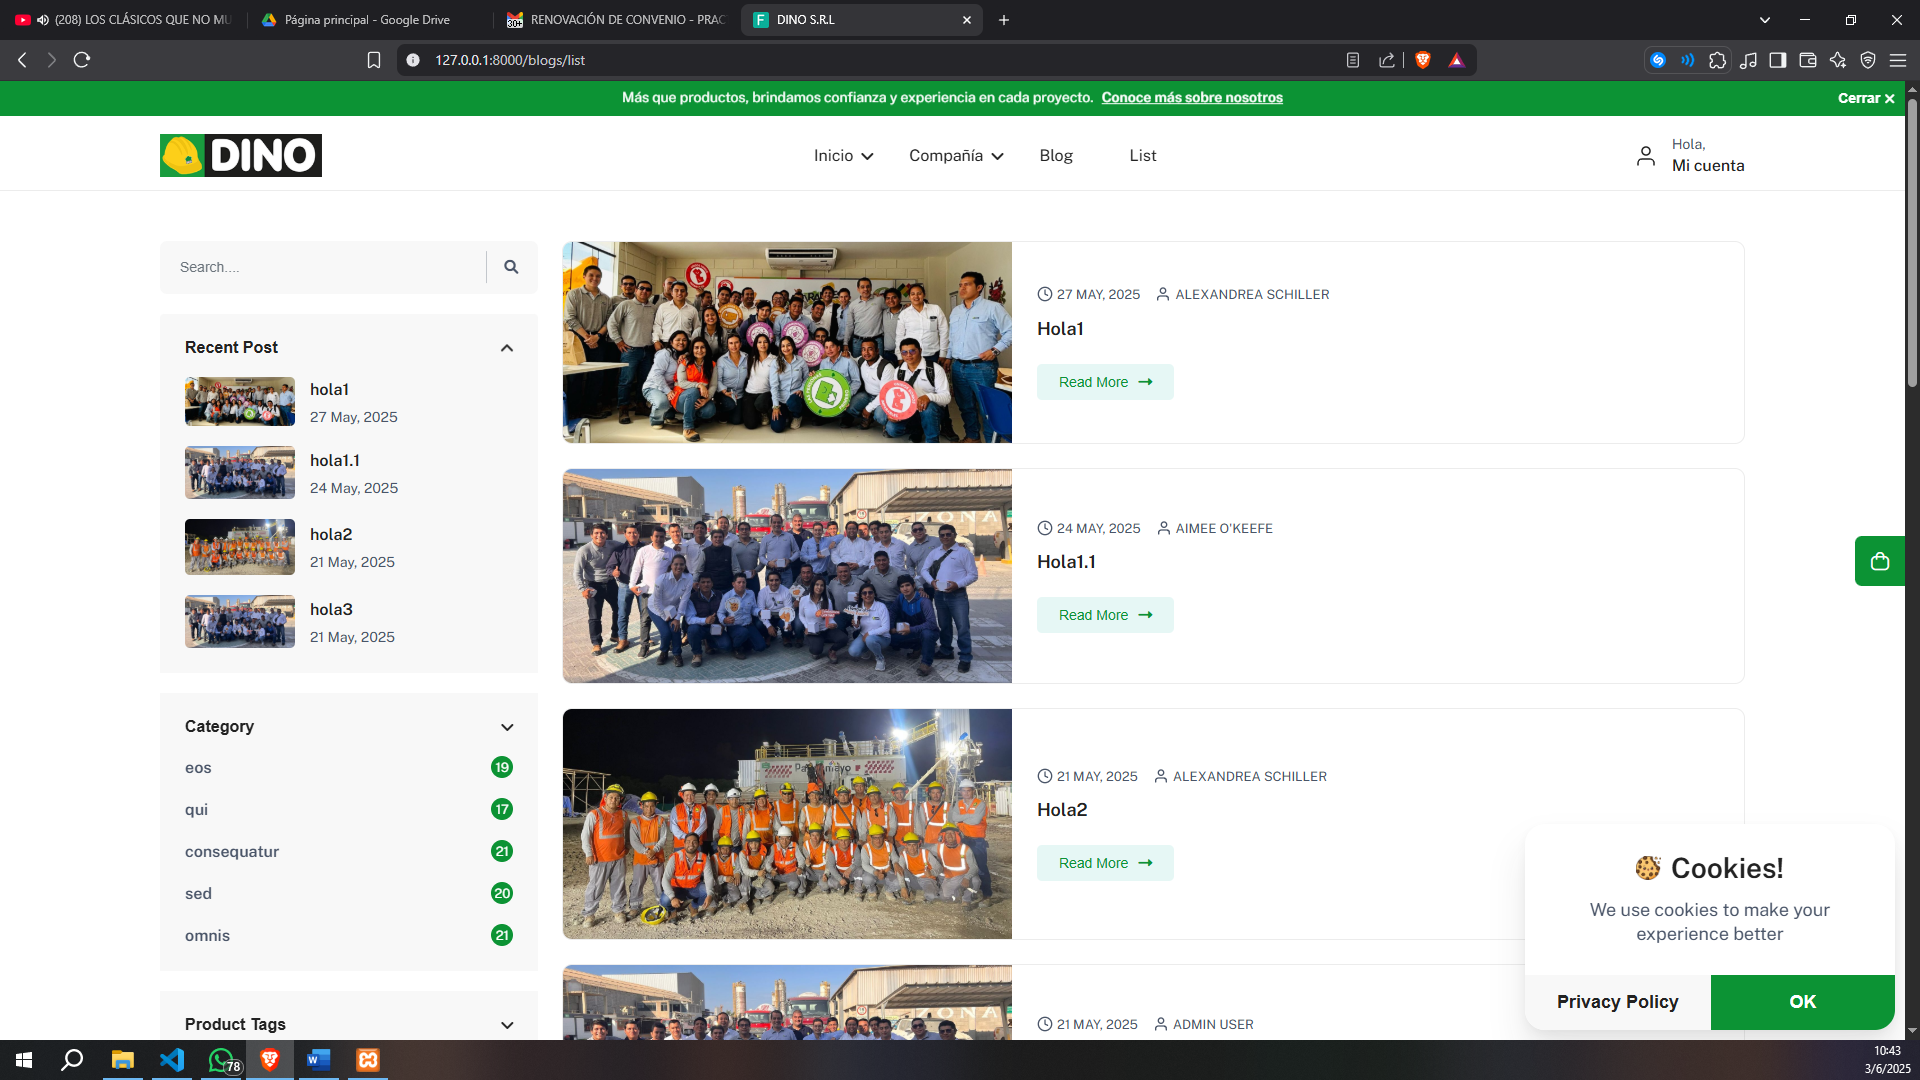 (208) LOS CLÁSICOS QUE NO MU
Página principal - Google Drive
30+
RENOVACIÓN DE CONVENIO - PRAC
F
DINO S.R.L
127.0.0.1:8000/blogs/list
Más que productos, brindamos confianza y experiencia en cada proyecto. Conoce más sobre nosotros
Cerrar ×
DINO
Inicio
Compañía
Blog
List
Hola,
Mi cuenta
Search....
Recent Post
hola1
27 May, 2025
hola1.1
24 May, 2025
hola2
21 May, 2025
hola3
21 May, 2025
Category
eos
19
qui
17
consequatur
21
sed
20
omnis
21
Product Tags
27 MAY, 2025 ALEXANDREA SCHILLER
Hola1
Read More →
ZONA
24 MAY, 2025 AIMEE O'KEEFE
Hola1.1
Read More →
21 MAY, 2025 ALEXANDREA SCHILLER
Hola2
Read More →
21 MAY, 2025 ADMIN USER
🍪 Cookies!
We use cookies to make your
experience better
Privacy Policy
OK
78
10:43
3/6/2025